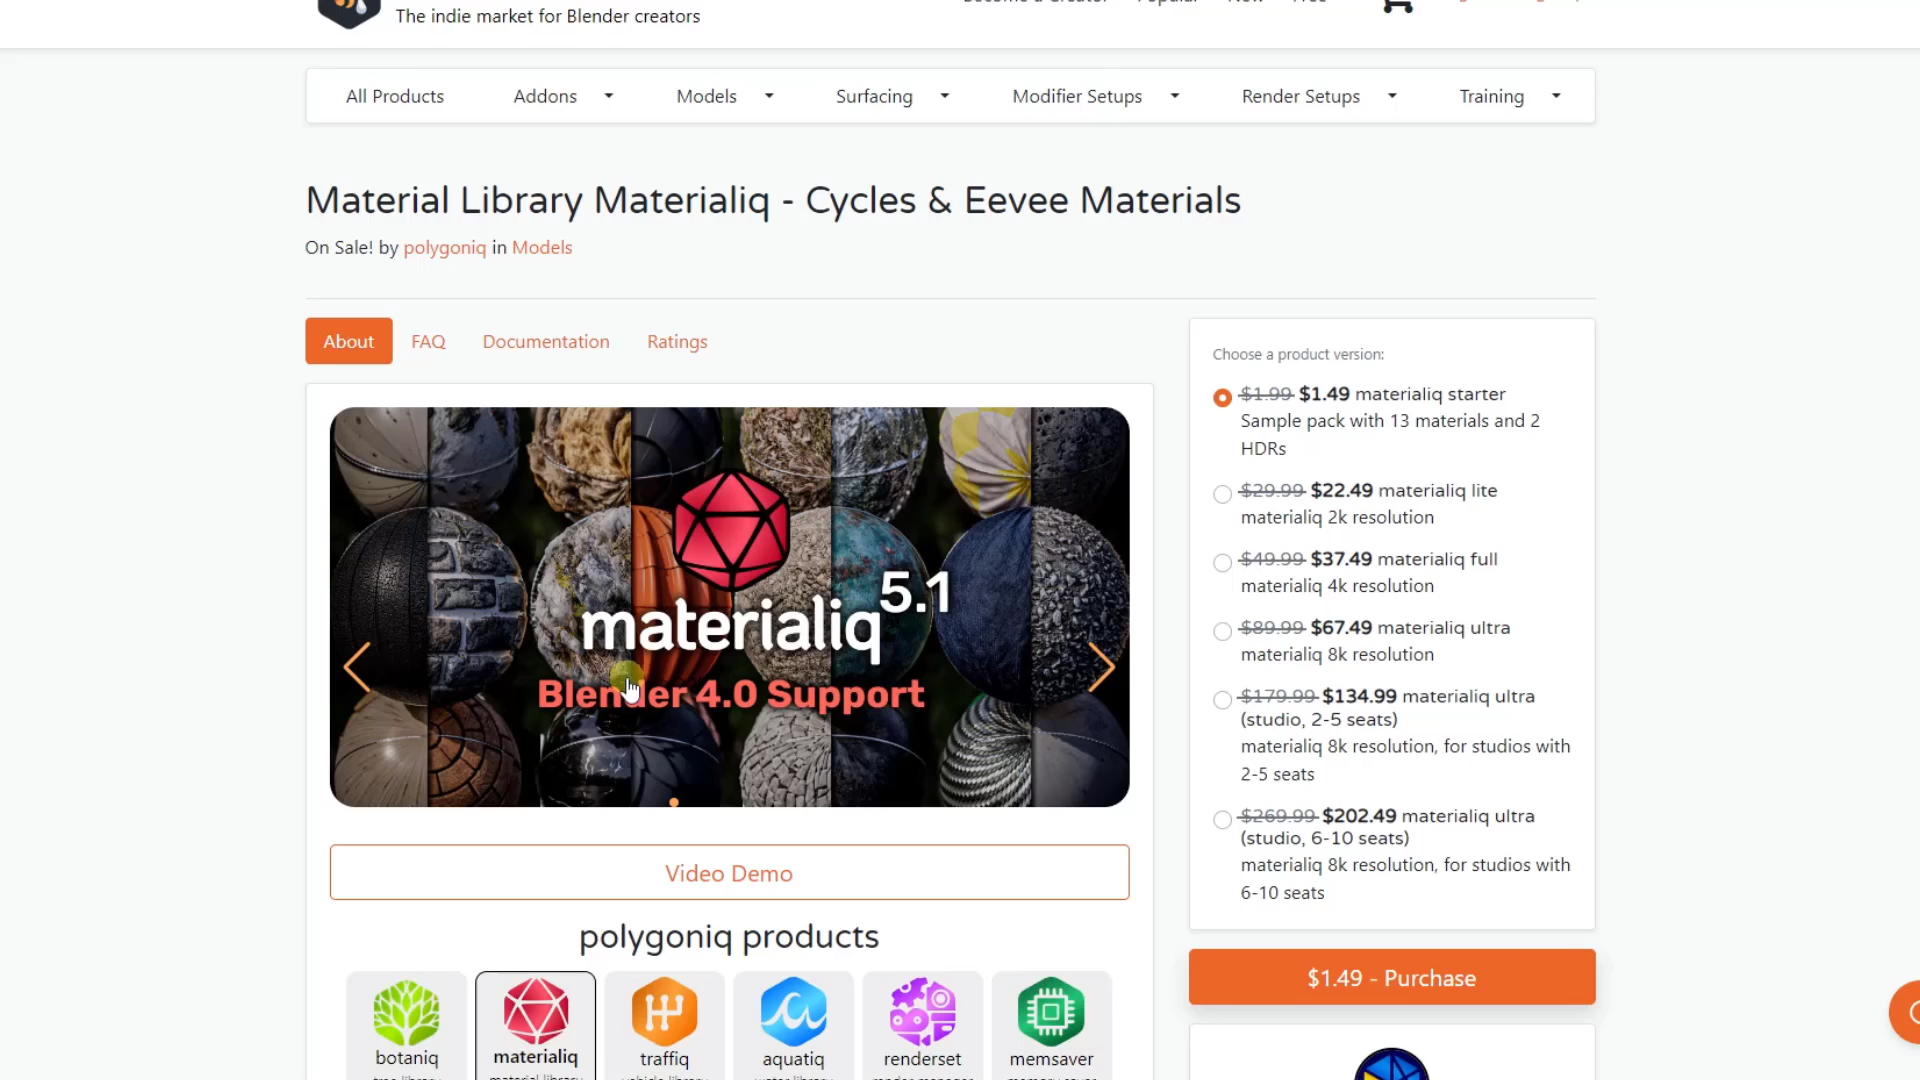 The indie market for Blender creators
All Products
Addons
Models
Surfacing
Modifier Setups
Render Setups
Training
Material Library Materialiq - Cycles & Eevee Materials
On Sale! by polygoniq in Models
About
FAQ
Documentation
Ratings
materialiq 5.1
Blender 4.0 Support
Video Demo
polygoniq products
botaniq
materialiq
traffiq
aquatiq
renderset
memsaver
Choose a product version:
$1.99 $1.49 materialiq starter
Sample pack with 13 materials and 2
HDRs
$29.99 $22.49 materialiq lite
materialiq 2k resolution
$49.99 $37.49 materialiq full
materialiq 4k resolution
$89.99 $67.49 materialiq ultra
materialiq 8k resolution
$179.99 $134.99 materialiq ultra
(studio, 2-5 seats)
materialiq 8k resolution, for studios with
2-5 seats
$269.99 $202.49 materialiq ultra
(studio, 6-10 seats)
materialiq 8k resolution, for studios with
6-10 seats
$1.49 - Purchase